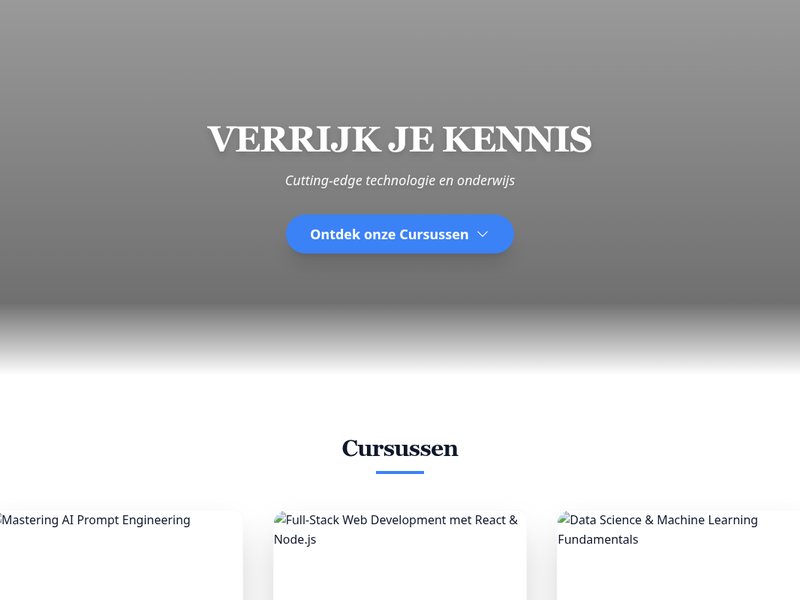 VERRIJK JE KENNIS
Cutting-edge technologie en onderwijs
Ontdek onze Cursussen
Cursussen
Mastering AI Prompt Engineering
Full-Stack Web Development met React &
Node.js
Data Science & Machine Learning
Fundamentals